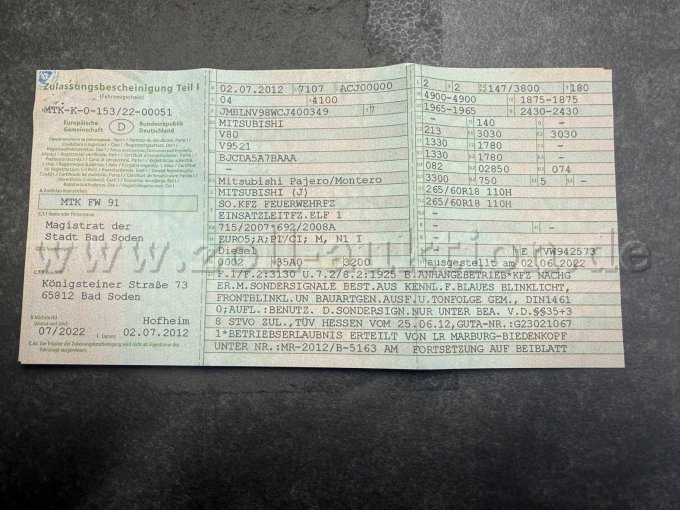 Zulassungsbescheinigung Teil I
(Fahrzeugschein)
MTK-K-0-153/22-00051
Europäische Gemeinschaft D Bundesrepublik Deutschland
MTK FW 91
Magistrat der
Stadt Bad Soden
Königsteiner Straße 73
65812 Bad Soden
Hofheim
07/2022 02.07.2012
02.07.2012 7107 ACJ00000
04 4100
JMBLNV98WCJ400349 7
MITSUBISHI
V80
V9521
BJCDA5A7BAAA
-
Mitsubishi Pajero/Montero
MITSUBISHI (J)
SO.KFZ FEUERWEHRFZ
EINSATZLEITFZ.ELF 1
715/2007*692/2008A
EURO5;A;PI/CI; M, N1 I
Diesel
0002 35A0 3200
2 2 147/3800 180
4900-4900 1875-1875
1965-1965 2430-2430
- 140 - -
213 3030 - 3030
1330 1780 - -
1330 1780 - -
082 02850 - 074
3300 750 5 -
265/60R18 110H
265/60R18 110H
-
VW942573
ausgestellt am 02.06.2022
F.1/F.2:3130 U.7.2/8.2:1925 B.ANHANGEBETRIEB*KFZ NACHG
ER.M.SONDERSIGNALE BEST.AUS KENNL.F.BLAUES BLINKLICHT,
FRONTBLINKL.UN BAUARTGEN.AUSF.U.TONFOLGE GEM., DIN1461
0;AUFL.:BENUTZ. D.SONDERSIGN.NUR UNTER BEA. V.D.§§35+3
8 STVO ZUL., TÜV HESSEN VOM 25.06.12,GUTA-NR.:G23021067
1*BETRIEBSERLAUBNIS ERTEILT VON LR MARBURG-BIEDENKOPF
UNTER NR.:MR-2012/B-5163 AM FORTSETZUNG AUF BEIBLATT
www.zoll-auktion.de